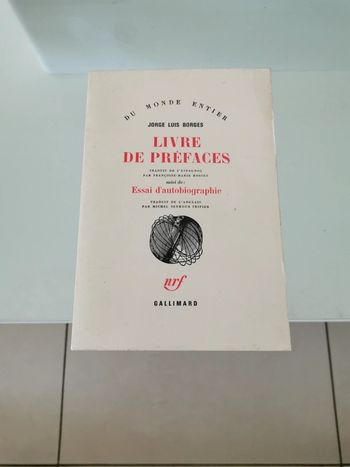 DU MONDE ENTIER
JORGE LUIS BORGES
LIVRE
DE PRÉFACES
TRADUIT DE L'ESPAGNOL
PAR FRANÇOISE-MARIE ROSSET
suivi de :
Essai d'autobiographie
TRADUIT DE L'ANGLAIS
PAR MICHEL SEYMOUR TRIPIER
nrf
GALLIMARD